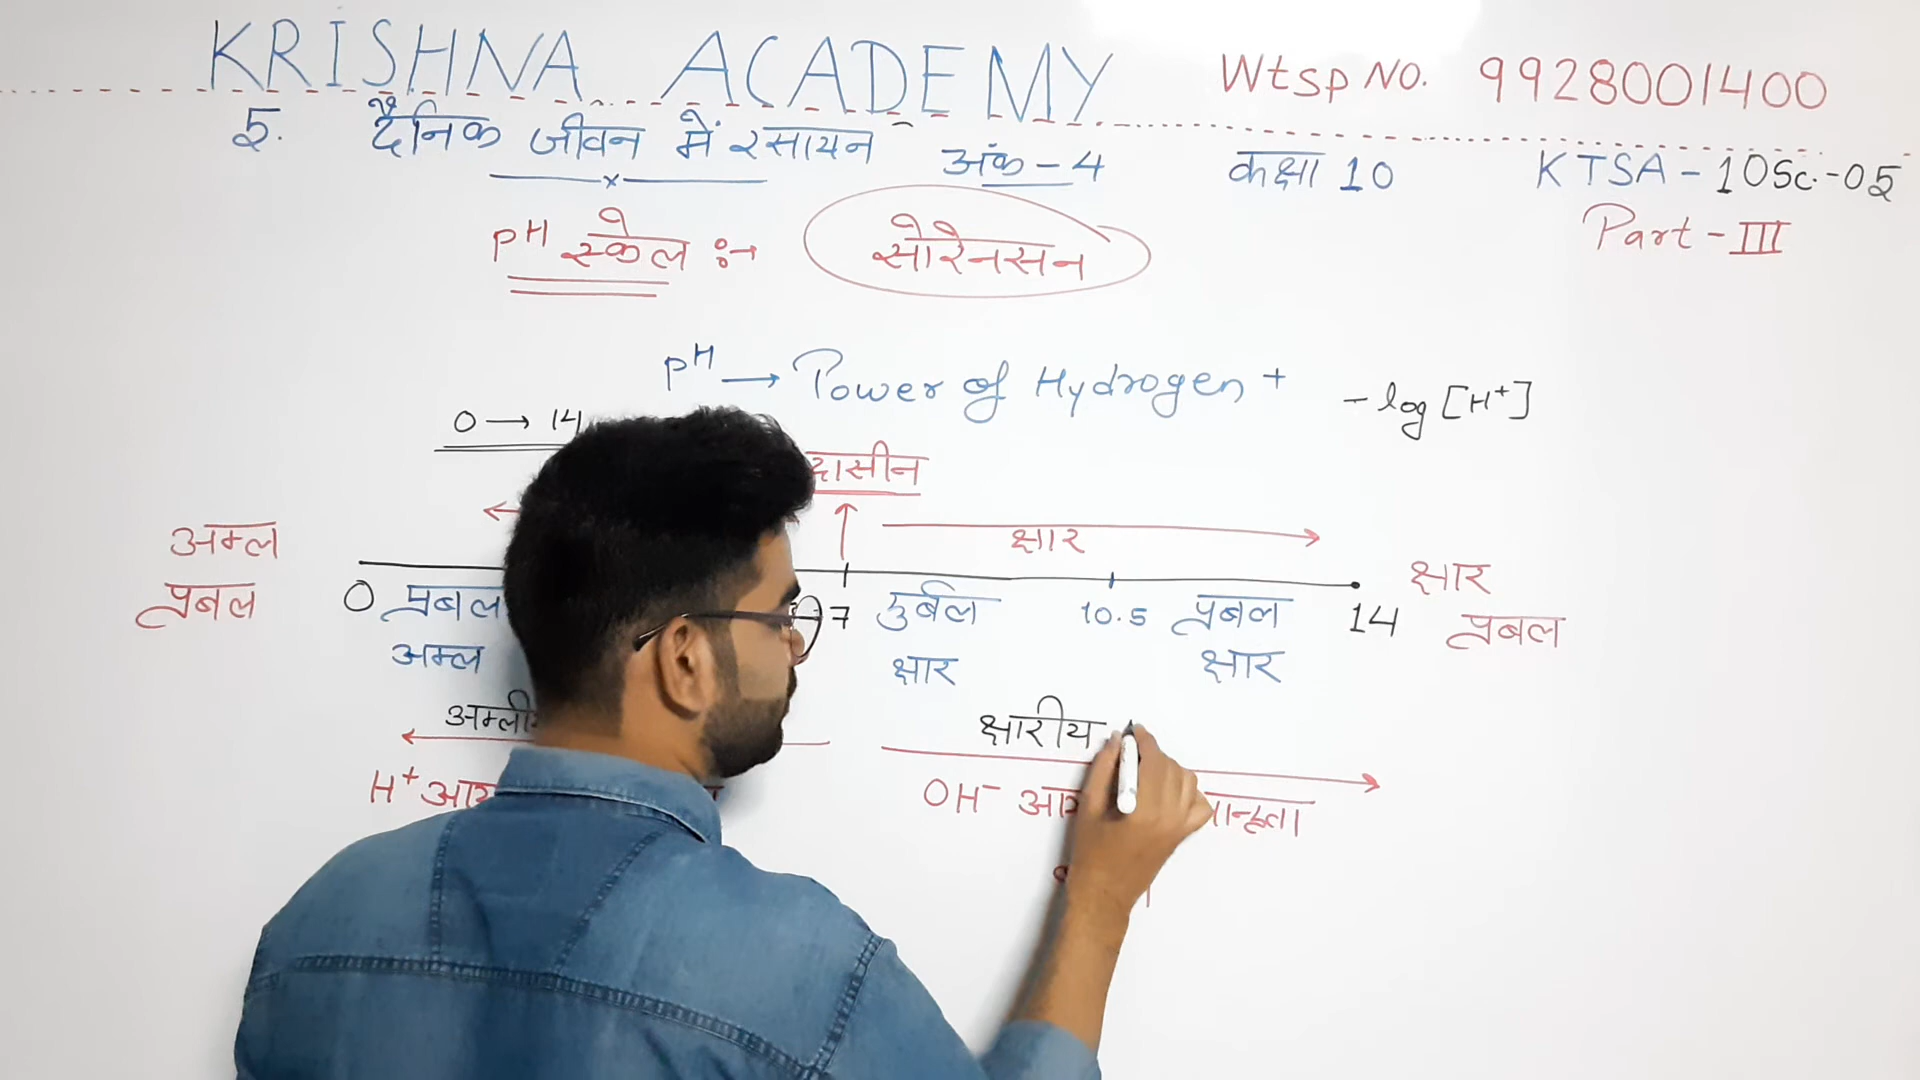 KRISHNA ACADEMY Wtsp NO. 9928001400
5. दैनिक जीवन में रसायन अंक - 4 कक्षा 10 KTSA - 10Sc. - 05
Part - III
pH स्केल :→ सोरेनसन
pH → Power of Hydrogen + - log [H+]
0 → 14
अम्ल क्षार क्षार
प्रबल 0 प्रबल 7 दुर्बल 10.5 प्रबल 14 प्रबल
अम्ल क्षार क्षार
क्षारीय
H+ OH-